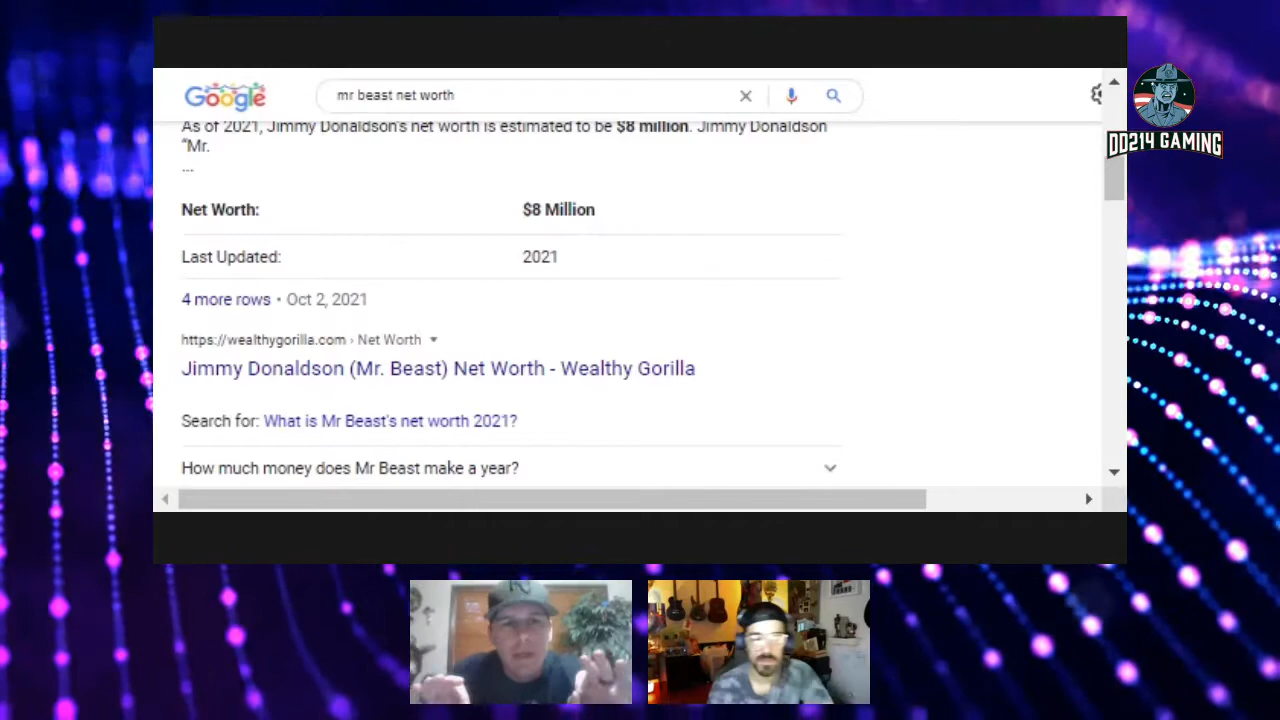 Google
mr beast net worth
As of 2021, Jimmy Donaldson's net worth is estimated to be $8 million. Jimmy Donaldson
“Mr.
...
Net Worth: $8 Million
Last Updated: 2021
4 more rows • Oct 2, 2021
https://wealthygorilla.com › Net Worth
Jimmy Donaldson (Mr. Beast) Net Worth - Wealthy Gorilla
Search for: What is Mr Beast's net worth 2021?
How much money does Mr Beast make a year?
DD214 GAMING